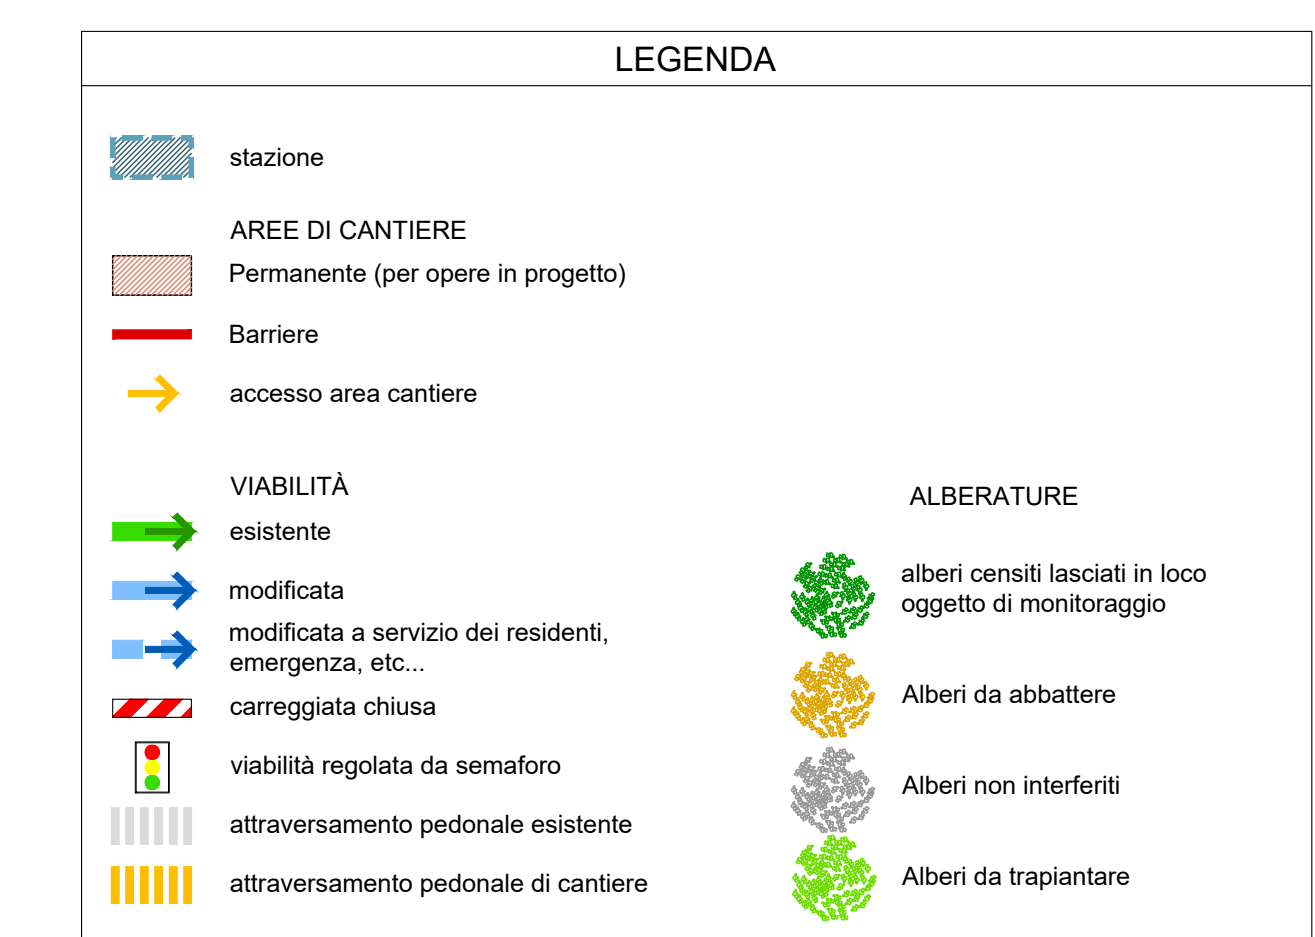 LEGENDA
stazione
AREE DI CANTIERE
Permanente (per opere in progetto)
Barriere
accesso area cantiere
VIABILITÀ
esistente
modificata
modificata a servizio dei residenti,
emergenza, etc...
carreggiata chiusa
viabilità regolata da semaforo
attraversamento pedonale esistente
attraversamento pedonale di cantiere
ALBERATURE
alberi censiti lasciati in loco
oggetto di monitoraggio
Alberi da abbattere
Alberi non interferiti
Alberi da trapiantare